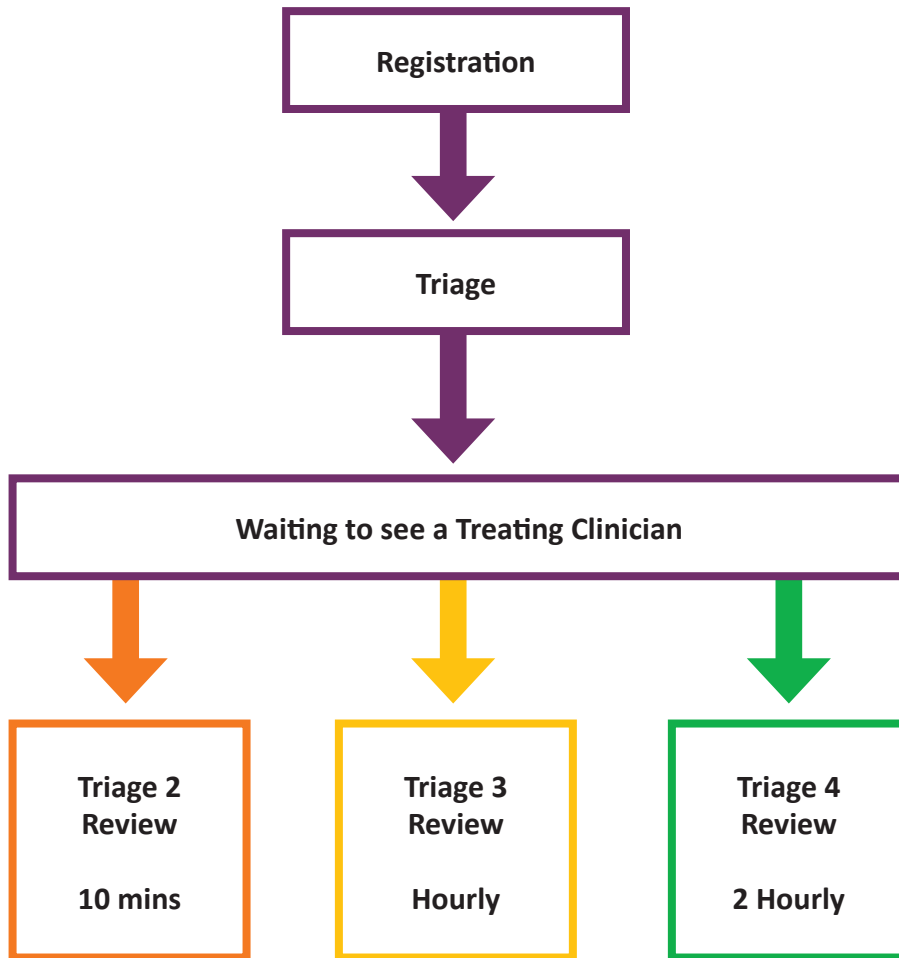 Registration
Triage
Waiting to see a Treating Clinician
Triage 2
Review
10 mins
Triage 3
Review
Hourly
Triage 4
Review
2 Hourly